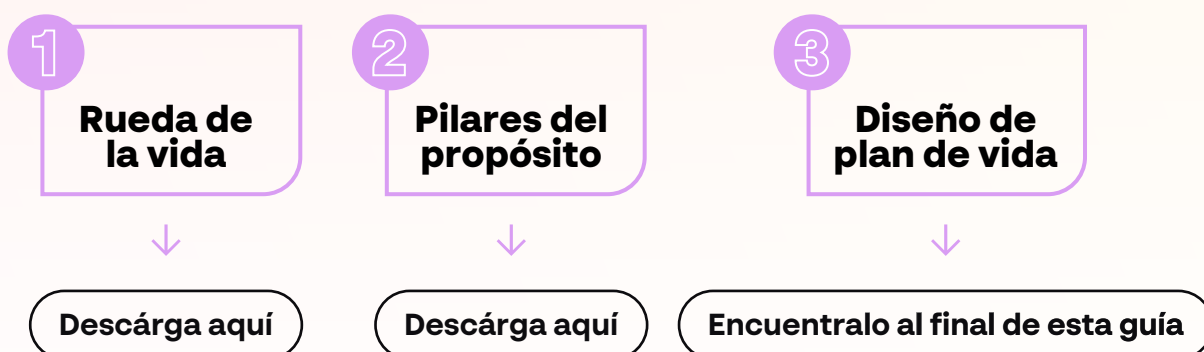 1
Rueda de
la vida
Descárga aquí
2
Pilares del
propósito
Descárga aquí
3
Diseño de
plan de vida
Encuentralo al final de esta guía